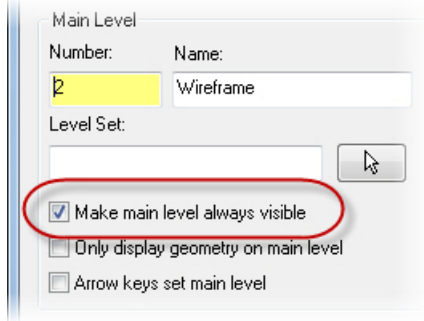 Main Level
Number: Name:
2 Wireframe
Level Set:
Make main level always visible
Only display geometry on main level
Arrow keys set main level